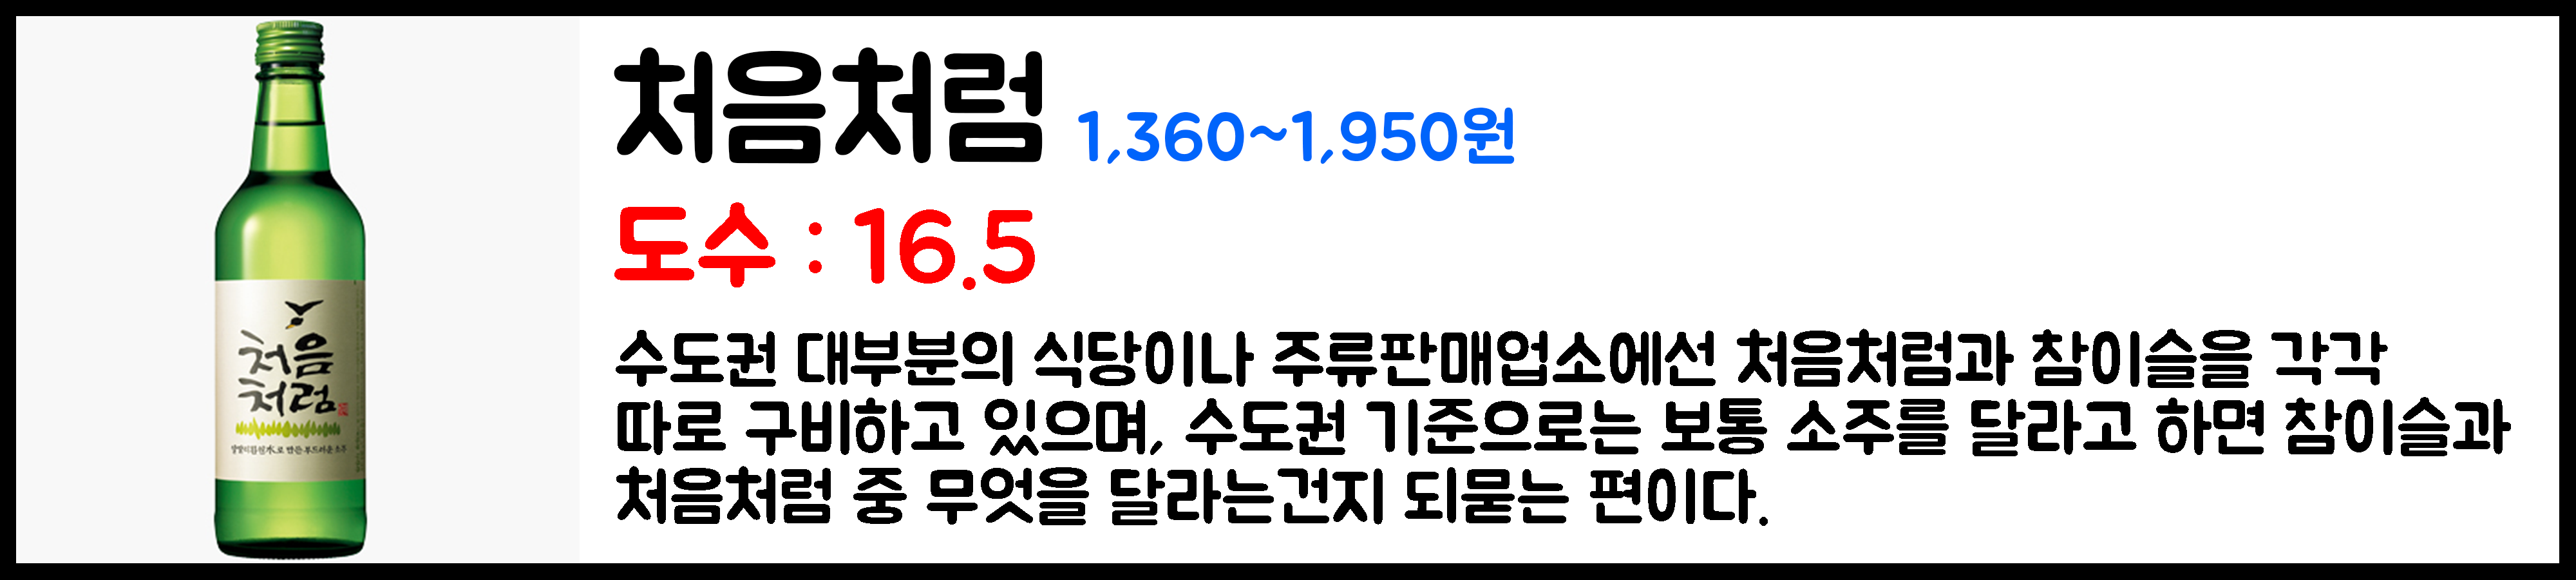 처음처럼 1,360~1,950원
도수 : 16.5
수도권 대부분의 식당이나 주류판매업소에선 처음처럼과 참이슬을 각각
따로 구비하고 있으며, 수도권 기준으로는 보통 소주를 달라고 하면 참이슬과
처음처럼 중 무엇을 달라는건지 되묻는 편이다.
처음
처럼